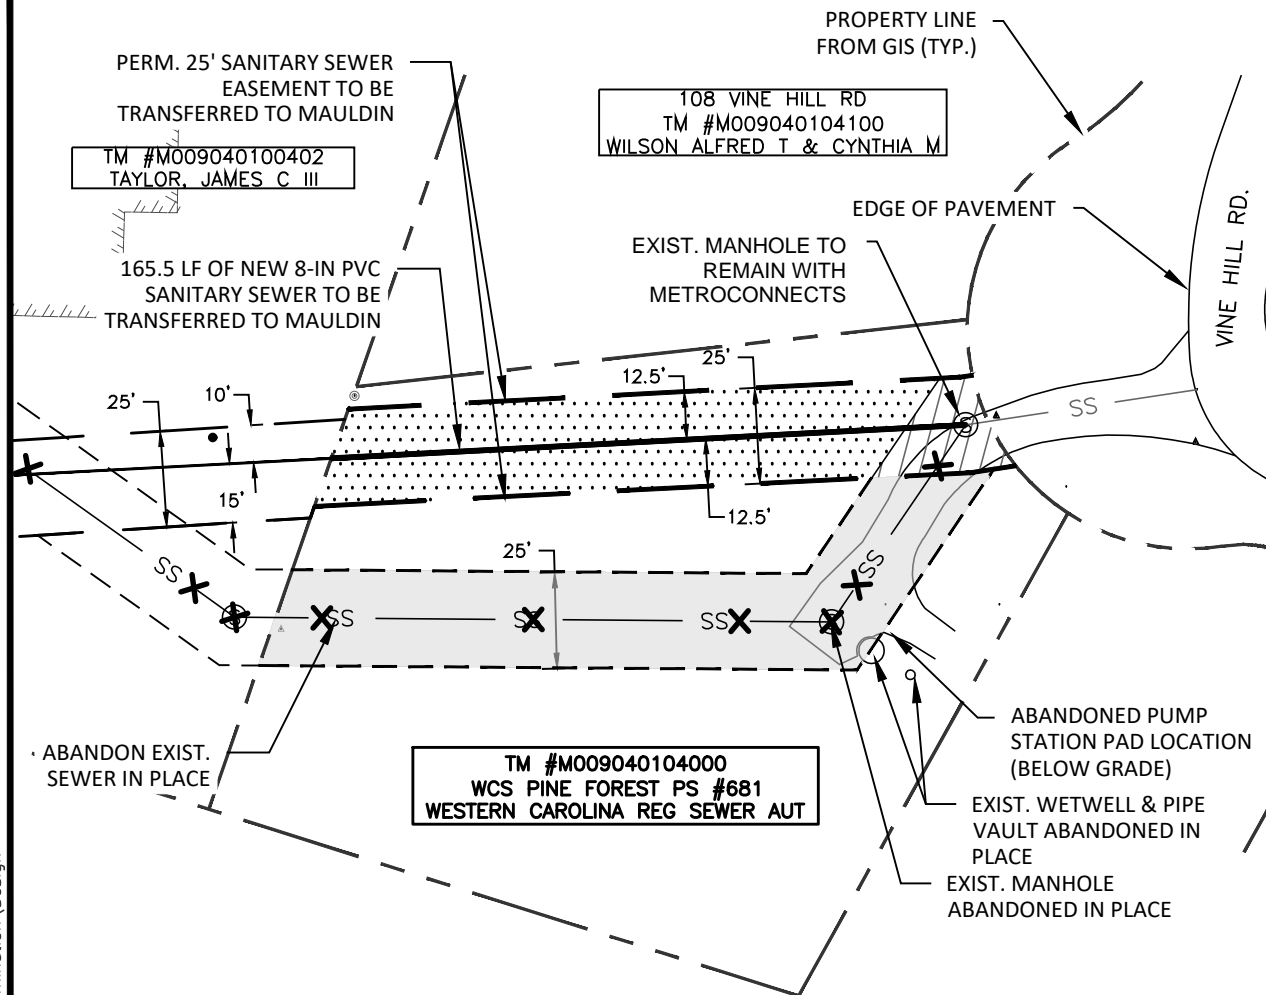 PROPERTY LINE
FROM GIS (TYP.)
PERM. 25' SANITARY SEWER
EASEMENT TO BE
TRANSFERRED TO MAULDIN
108 VINE HILL RD
TM #M009040104100
WILSON ALFRED T & CYNTHIA M
TM #M009040100402
TAYLOR, JAMES C III
EDGE OF PAVEMENT
VINE HILL RD.
EXIST. MANHOLE TO
REMAIN WITH
METROCONNECTS
165.5 LF OF NEW 8-IN PVC
SANITARY SEWER TO BE
TRANSFERRED TO MAULDIN
25'
12.5'
10'
25'
SS
S
15'
12.5'
25'
SS
SS
SS
SS
SS
ABANDON EXIST.
SEWER IN PLACE
TM #M009040104000
WCS PINE FOREST PS #681
WESTERN CAROLINA REG SEWER AUT
ABANDONED PUMP
STATION PAD LOCATION
(BELOW GRADE)
EXIST. WETWELL & PIPE
VAULT ABANDONED IN
PLACE
EXIST. MANHOLE
ABANDONED IN PLACE